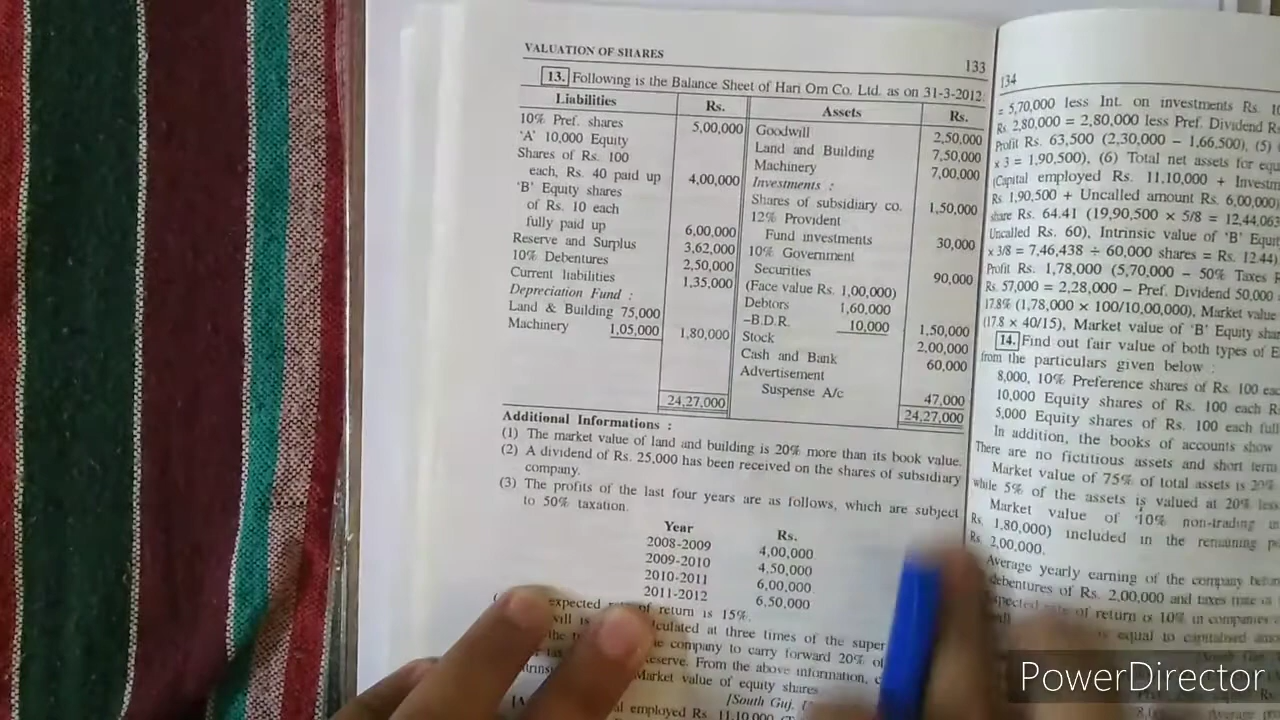 VALUATION OF SHARES 133
13. Following is the Balance Sheet of Hari Om Co. Ltd. as on 31-3-2012:
Liabilities Rs. Assets Rs.
10% Pref. shares 5,00,000 Goodwill 2,50,000
'A' 10,000 Equity Land and Building 7,50,000
Shares of Rs. 100 Machinery 7,00,000
each, Rs. 40 paid up 4,00,000 Investments :
'B' Equity shares Shares of subsidiary co. 1,50,000
of Rs. 10 each 12% Provident
fully paid up 6,00,000 Fund investments 30,000
Reserve and Surplus 3,62,000 10% Government
10% Debentures 2,50,000 Securities 90,000
Current liabilities 1,35,000 (Face value Rs. 1,00,000)
Depreciation Fund : Debtors 1,60,000
Land & Building 75,000 –B.D.R. 10,000 1,50,000
Machinery 1,05,000 1,80,000 Stock 2,00,000
Cash and Bank 60,000
Advertisement
Suspense A/c 47,000
24,27,000 24,27,000
Additional Informations :
(1) The market value of land and building is 20% more than its book value.
(2) A dividend of Rs. 25,000 has been received on the shares of subsidiary
company.
(3) The profits of the last four years are as follows, which are subject
to 50% taxation.
Year Rs.
2008-2009 4,00,000
2009-2010 4,50,000
2010-2011 6,00,000
2011-2012 6,50,000
expected of return is 15%.
will is at three times of the super
company to carry forward 20% of
reserve. From the above information,
Market value of equity shares
[South Guj.
employed Rs. 11,10,000
134
= 5,70,000 less Int. on investments Rs.
Rs. 2,80,000 = 2,80,000 less Pref. Dividend
Profit Rs. 63,500 (2,30,000 - 1,66,500), (5)
x 3 = 1,90,500), (6) Total net assets for
(Capital employed Rs. 11,10,000 +
Rs. 1,90,500 + Uncalled amount Rs. 6,00,000)
share Rs. 64.41 (19,90,500 × 5/8 =
Uncalled Rs. 60), Intrinsic value of 'B'
x 3/8 = 7,46,438 ÷ 60,000 shares = Rs. 12.44)
Profit Rs. 1,78,000 (5,70,000 – 50% Taxes
Rs. 57,000 = 2,28,000 – Pref. Dividend 50,000
17.8% (1,78,000 × 100/10,00,000), Market value
(17.8 × 40/15), Market value of 'B' Equity
14. Find out fair value of both types of
from the particulars given below :
8,000, 10% Preference shares of Rs. 100
10,000 Equity shares of Rs. 100 each
5,000 Equity shares of Rs. 100 each
In addition, the books of accounts show
There are no fictitious assets and short term
Market value of 75% of total assets is
while 5% of the assets is valued at 20%
Market value of 10% non-trading
Rs. 1,80,000) included in the remaining
Rs. 2,00,000.
Average yearly earning of the company
debentures of Rs. 2,00,000 and taxes
rate of return is 10% in
is equal to capitalised
PowerDirector